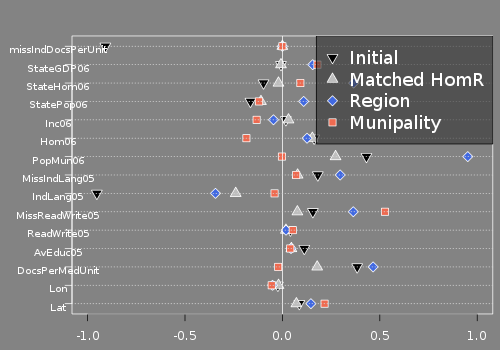 missIndDocsPerUnit
StateGDP06
StateHom06
StatePop06
Inc06
Hom06
PopMun06
MissIndLang05
IndLang05
MissReadWrite05
ReadWrite05
AvEduc05
DocsPerMedUnit
Lon
Lat
Initial
Matched HomR
Region
Munipality
-1.0 -0.5 0.0 0.5 1.0